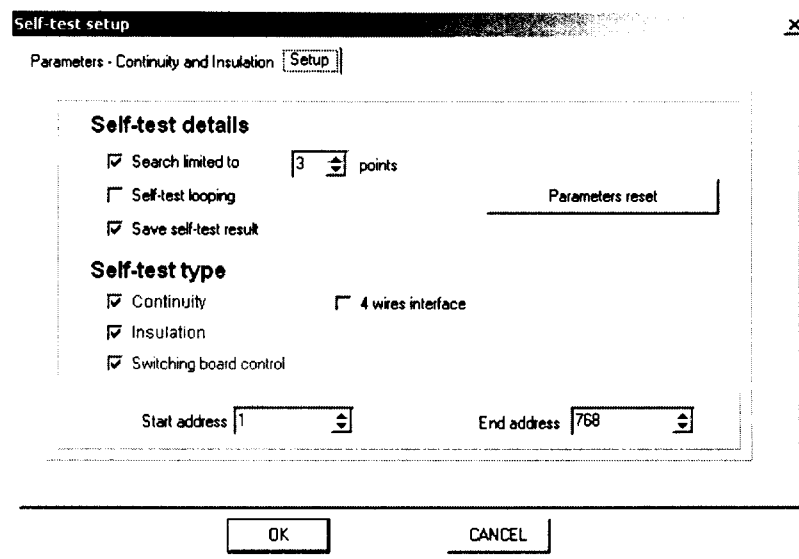 Self-test setup
Parameters - Continuity and Insulation Setup
Self-test details
Search limited to 3 points
Self-test looping
Parameters reset
Save self-test result
Self-test type
Continuity 4 wires interface
Insulation
Switching board control
Start address 1 End address 768
OK CANCEL